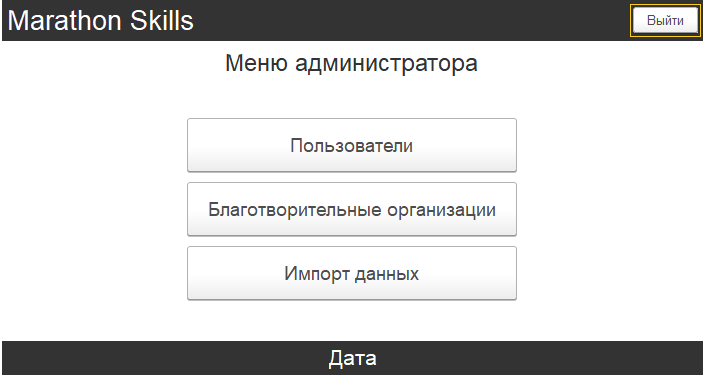 Marathon Skills
Выйти
Меню администратора
Пользователи
Благотворительные организации
Импорт данных
Дата